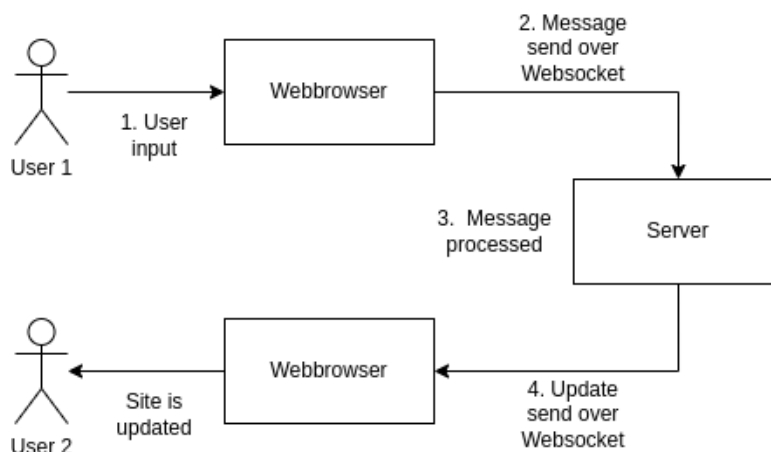 2. Message
send over
Websocket
Webbrowser
1. User
input
User 1
3.  Message
processed
Server
Webbrowser
Site is
updated
4. Update
send over
Websocket
User 2